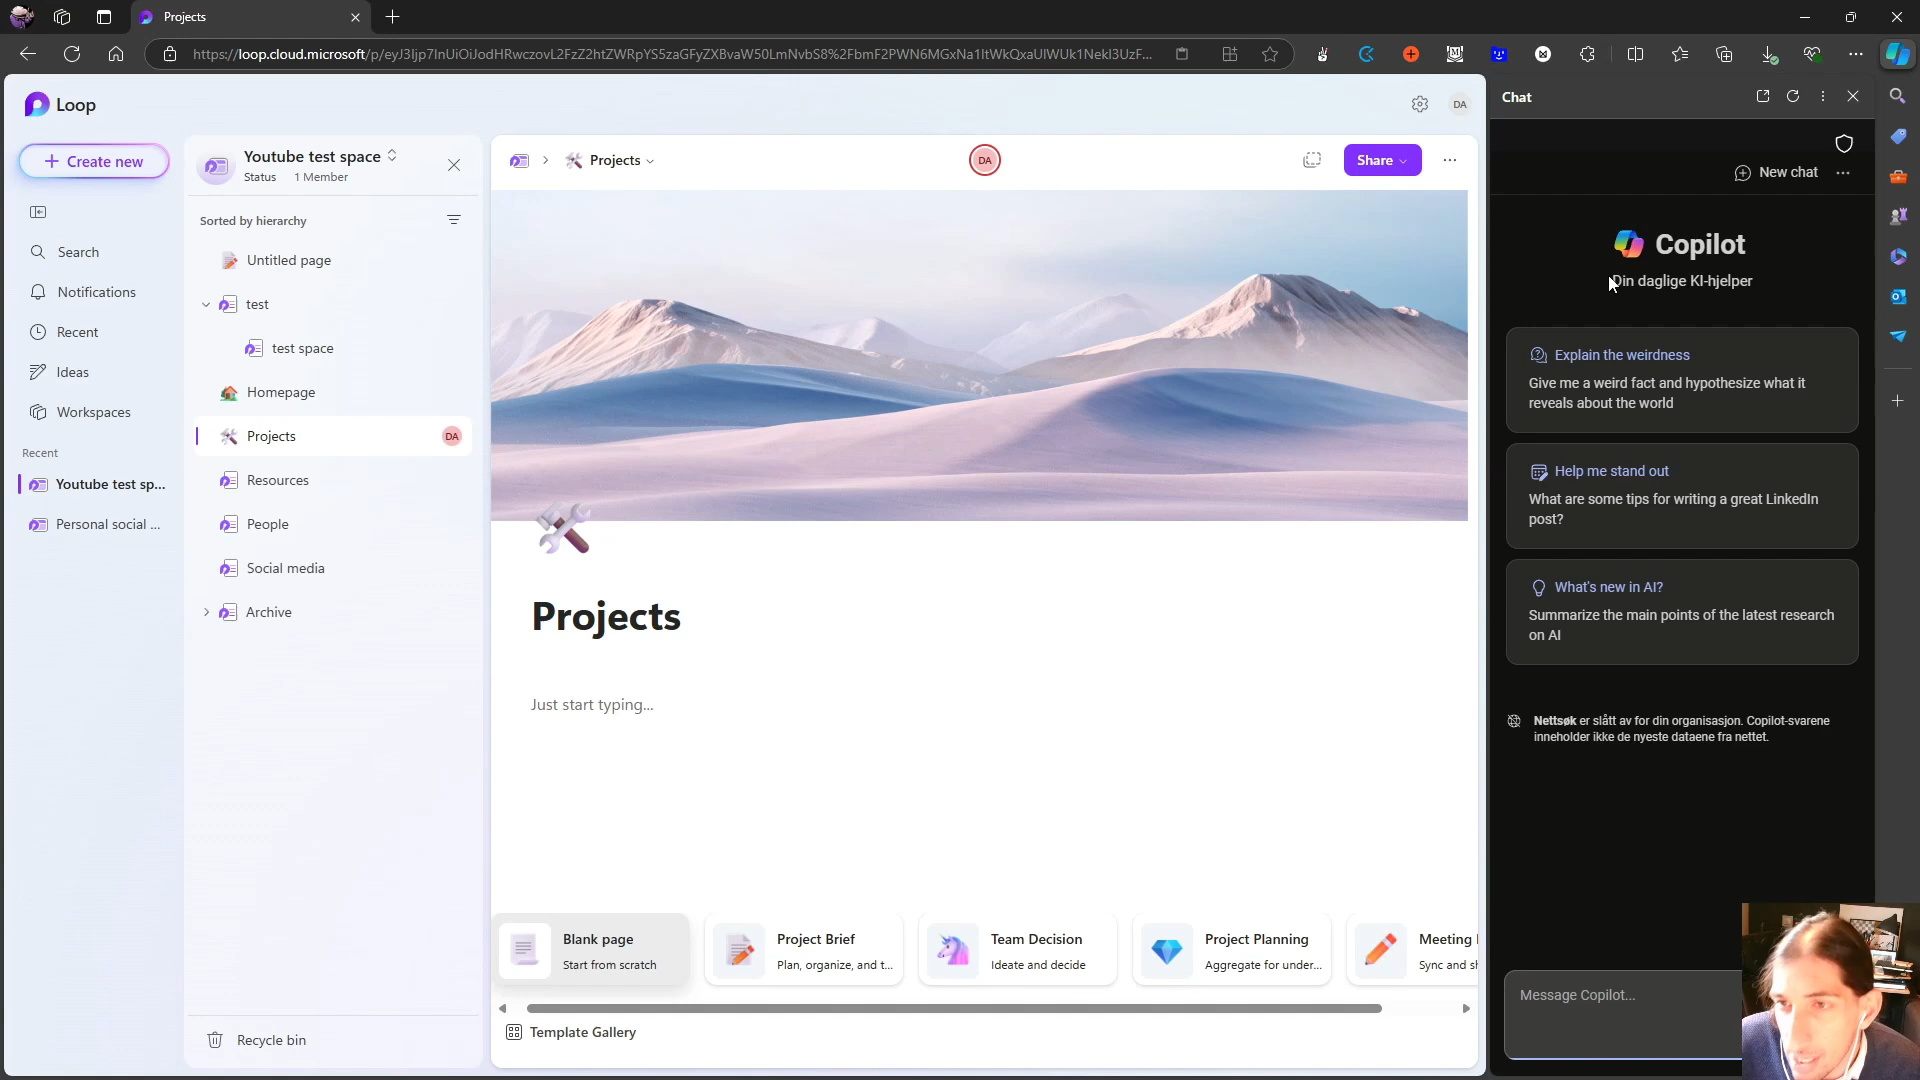 Projects
https://loop.cloud.microsoft/p/eyJ3Ijp7InUiOiJodHRwczovL2FzZ2htZWRpYS5zaGFyZXBvaW50LmNvbS8%2FbmF2PWN6MGxNa1ltWkQxaUlWUk1Nekl3UzF...
Loop
DA
Create new
Search
Notifications
Recent
Ideas
Workspaces
Recent
Youtube test sp...
Personal social ...
Youtube test space
Status 1 Member
Sorted by hierarchy
Untitled page
test
test space
Homepage
Projects DA
Resources
People
Social media
Archive
Recycle bin
Projects
DA
Share
Projects
Just start typing...
Blank page
Start from scratch
Project Brief
Plan, organize, and t...
Team Decision
Ideate and decide
Project Planning
Aggregate for under...
Meeting
Sync and
Template Gallery
Chat
New chat
Copilot
Din daglige KI-hjelper
Explain the weirdness
Give me a weird fact and hypothesize what it
reveals about the world
Help me stand out
What are some tips for writing a great LinkedIn
post?
What's new in AI?
Summarize the main points of the latest research
on AI
Nettsøk er slått av for din organisasjon. Copilot-svarene
inneholder ikke de nyeste dataene fra nettet.
Message Copilot...